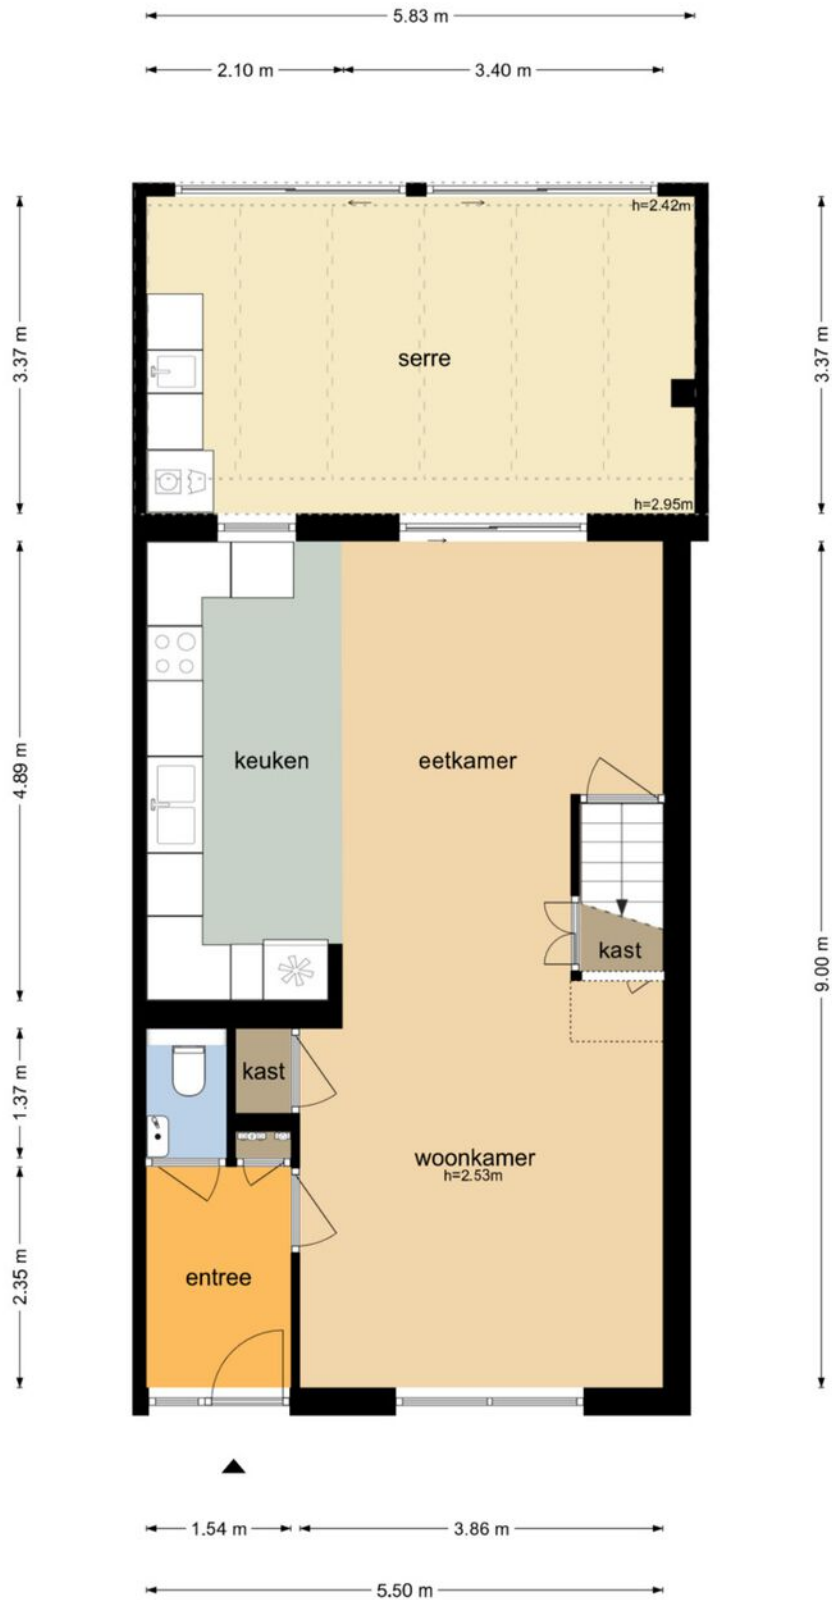 5.83 m
2.10 m
3.40 m
h=2.42m
3.37 m
serre
3.37 m
h=2.95m
4.89 m
keuken
eetkamer
kast
9.00 m
1.37 m
kast
woonkamer
h=2.53m
2.35 m
entree
1.54 m
3.86 m
5.50 m